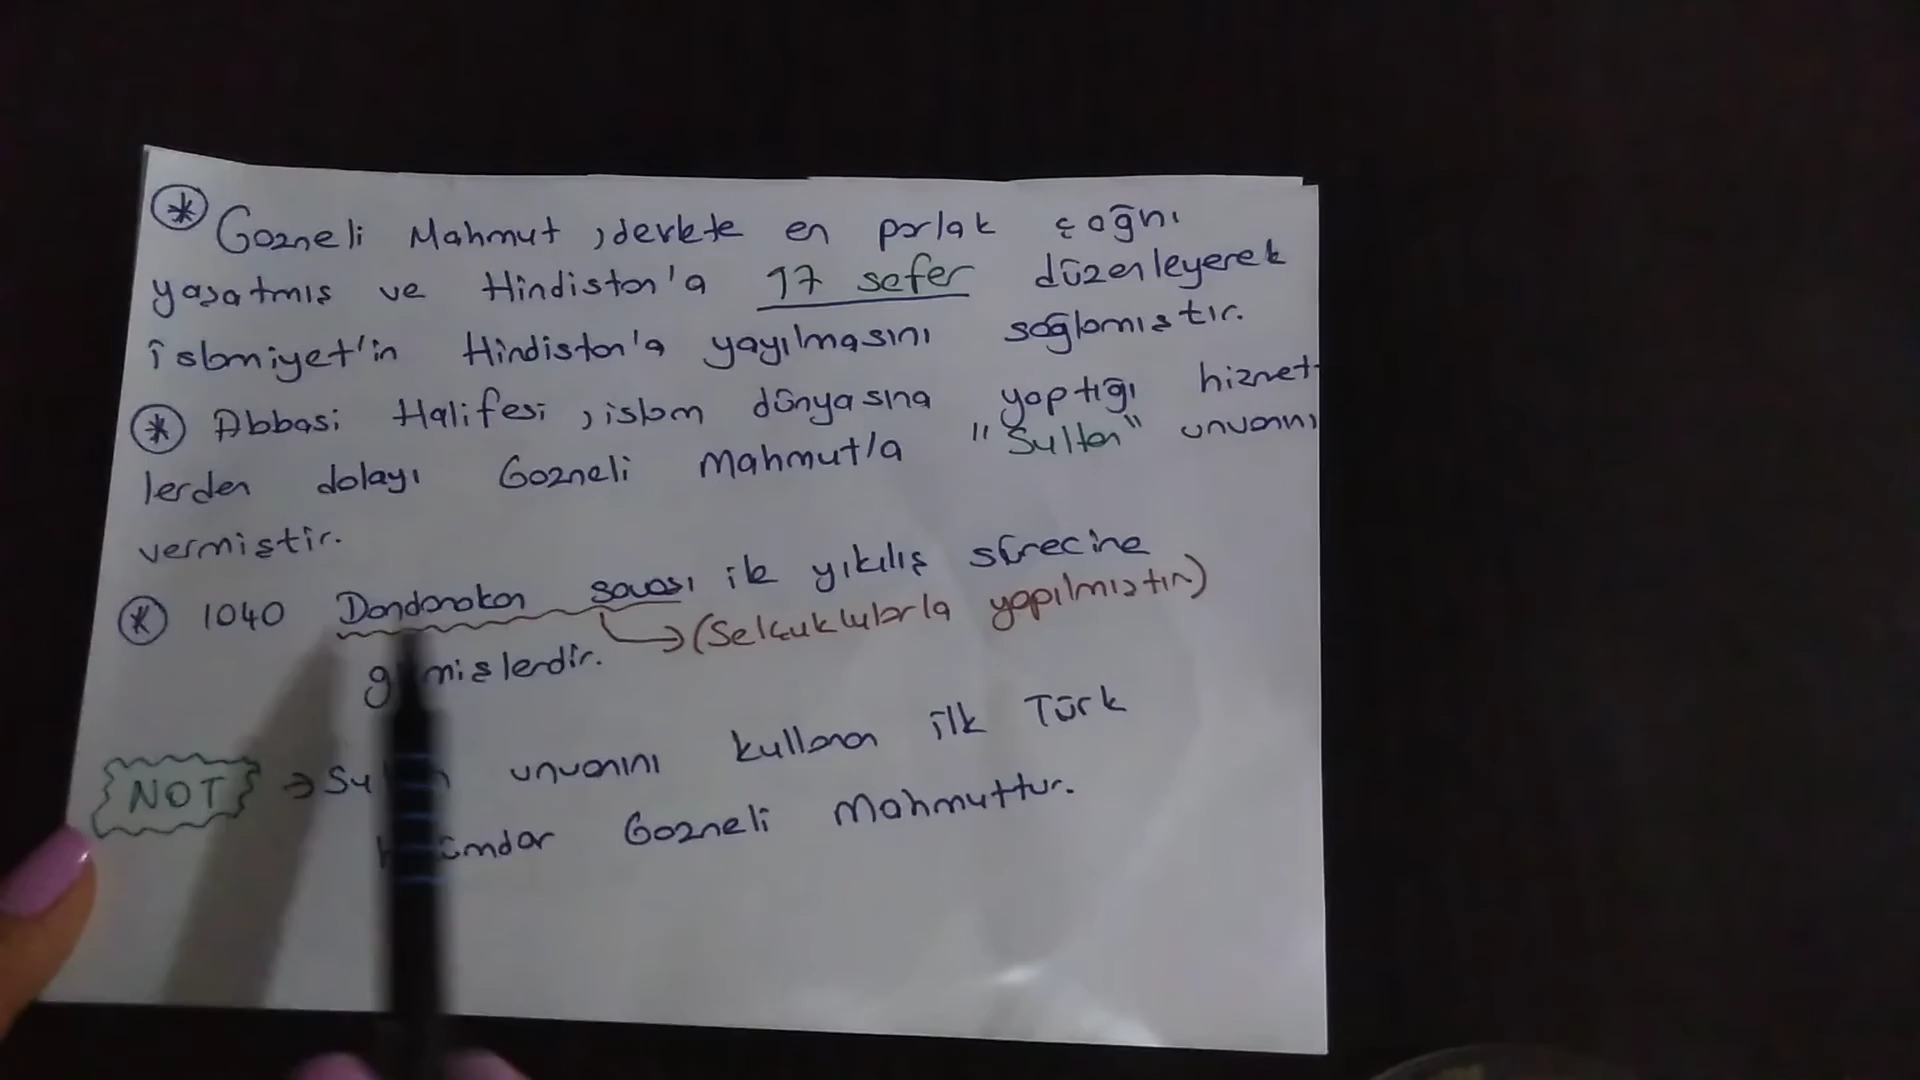 * Gazneli Mahmut, devlete en parlak çağnı
yaşatmış ve Hindistan'a 17 sefer düzenleyerek
İslamiyet'in Hindistan'a yayılmasını sağlamıştır.
* Abbasi Halifesi, islam dünyasına yaptığı hizmet-
lerden dolayı Gazneli Mahmut'a "Sultan" unvanını
vermiştir.
* 1040 Dandanakan savaşı ile yıkılış sürecine
→ (Selçuklularla yapılmıştır)
mişlerdir.
NOT → unvanını kullanan ilk Türk
Gazneli Mahmuttur.